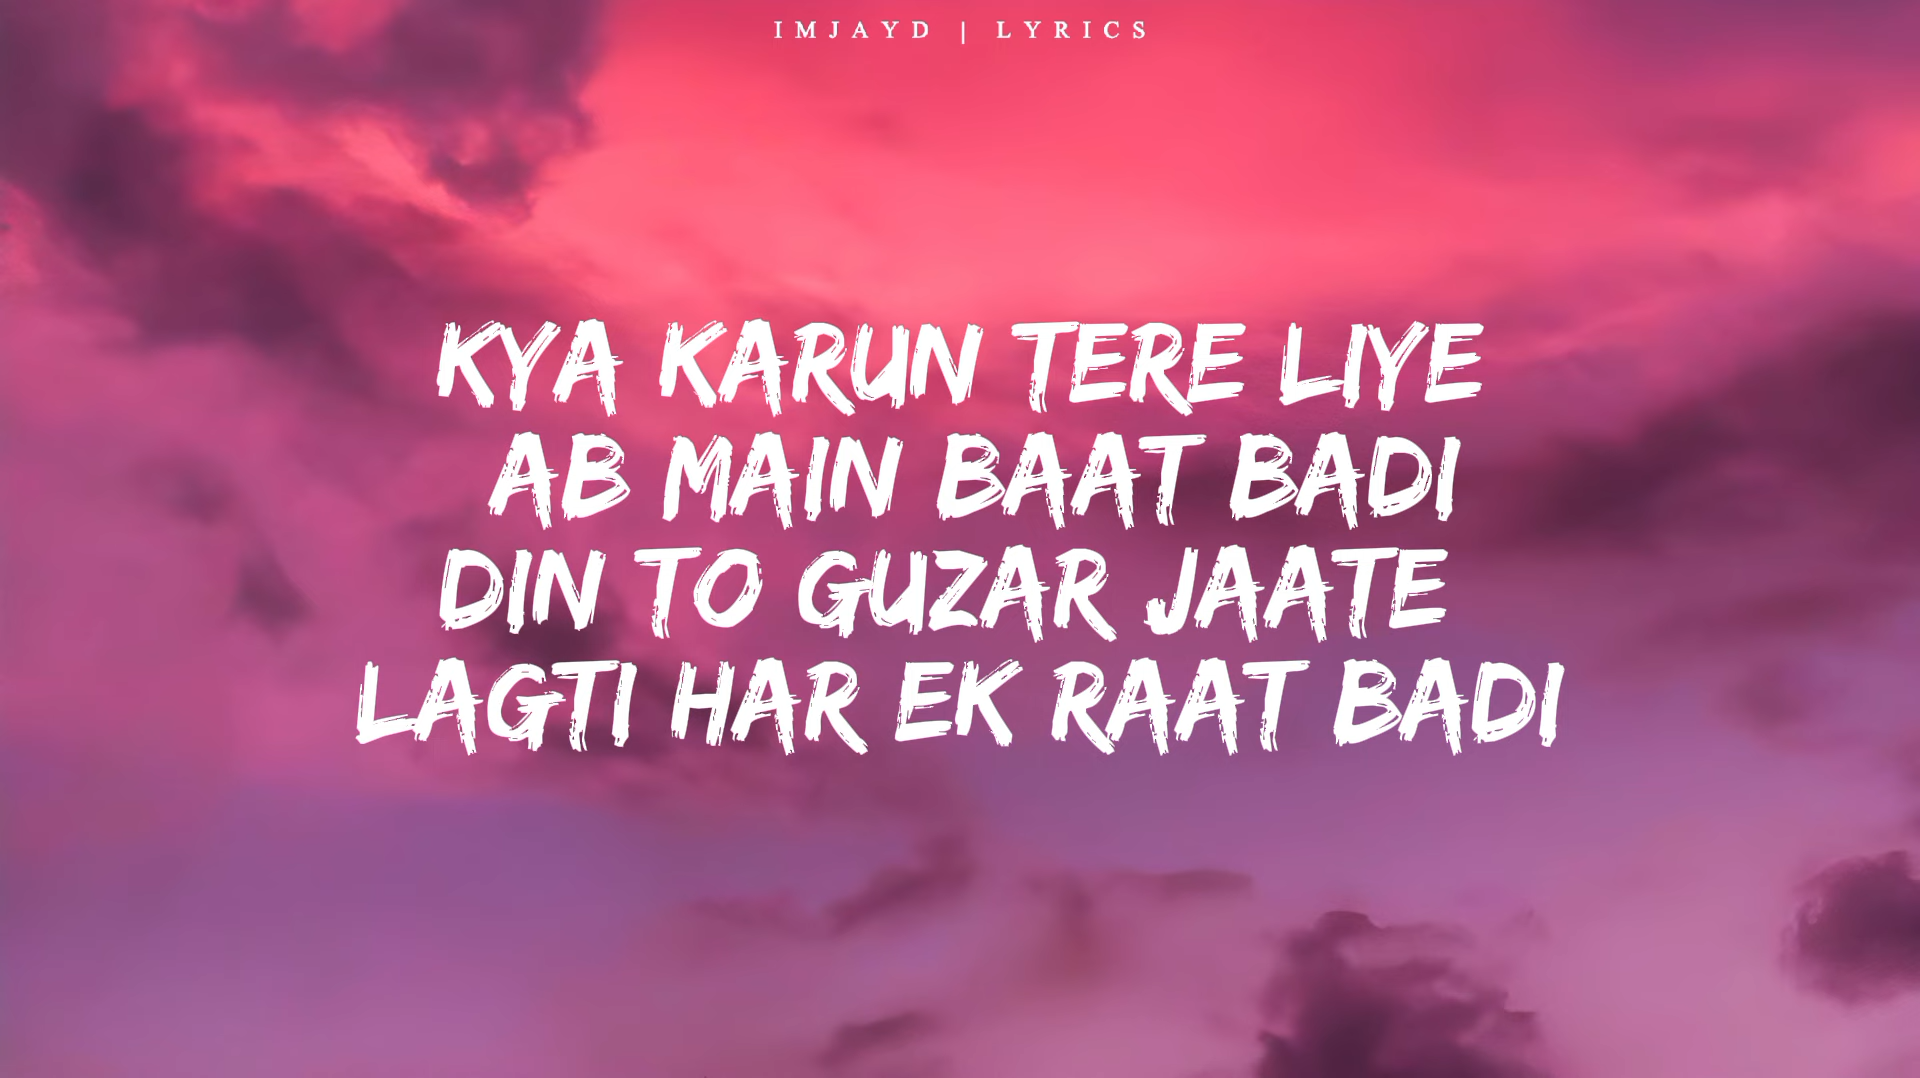 IMJAYD | LYRICS
KYA KARUN TERE LIYE
AB MAIN BAAT BADI
DIN TO GUZAR JAATE
LAGTI HAR EK RAAT BADI